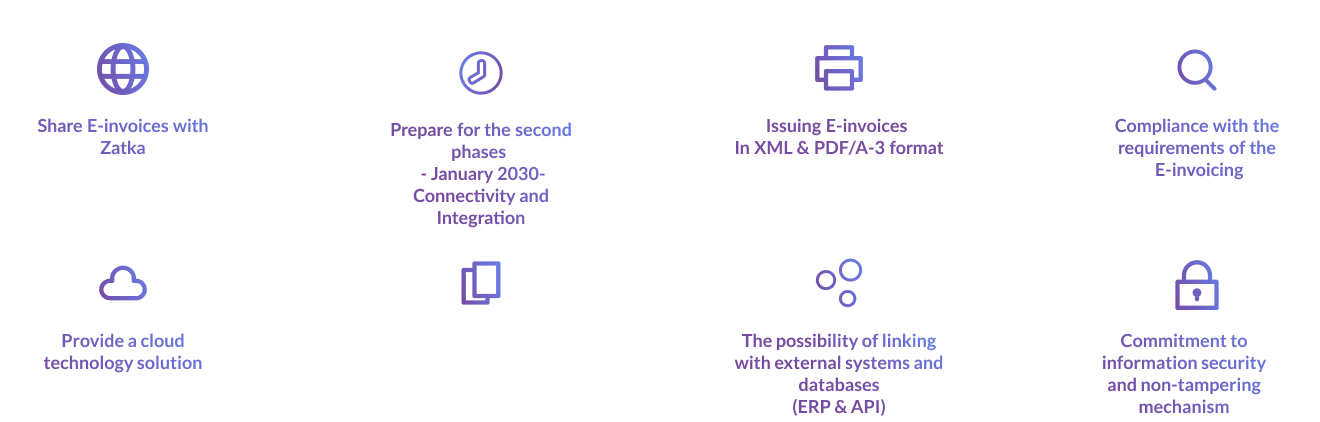 Share E-invoices with
Zatka
Prepare for the second
phases
- January 2030-
Connectivity and
Integration
Issuing E-invoices
In XML & PDF/A-3 format
Compliance with the
requirements of the
E-invoicing
Provide a cloud
technology solution
The possibility of linking
with external systems and
databases
(ERP & API)
Commitment to
information security
and non-tampering
mechanism